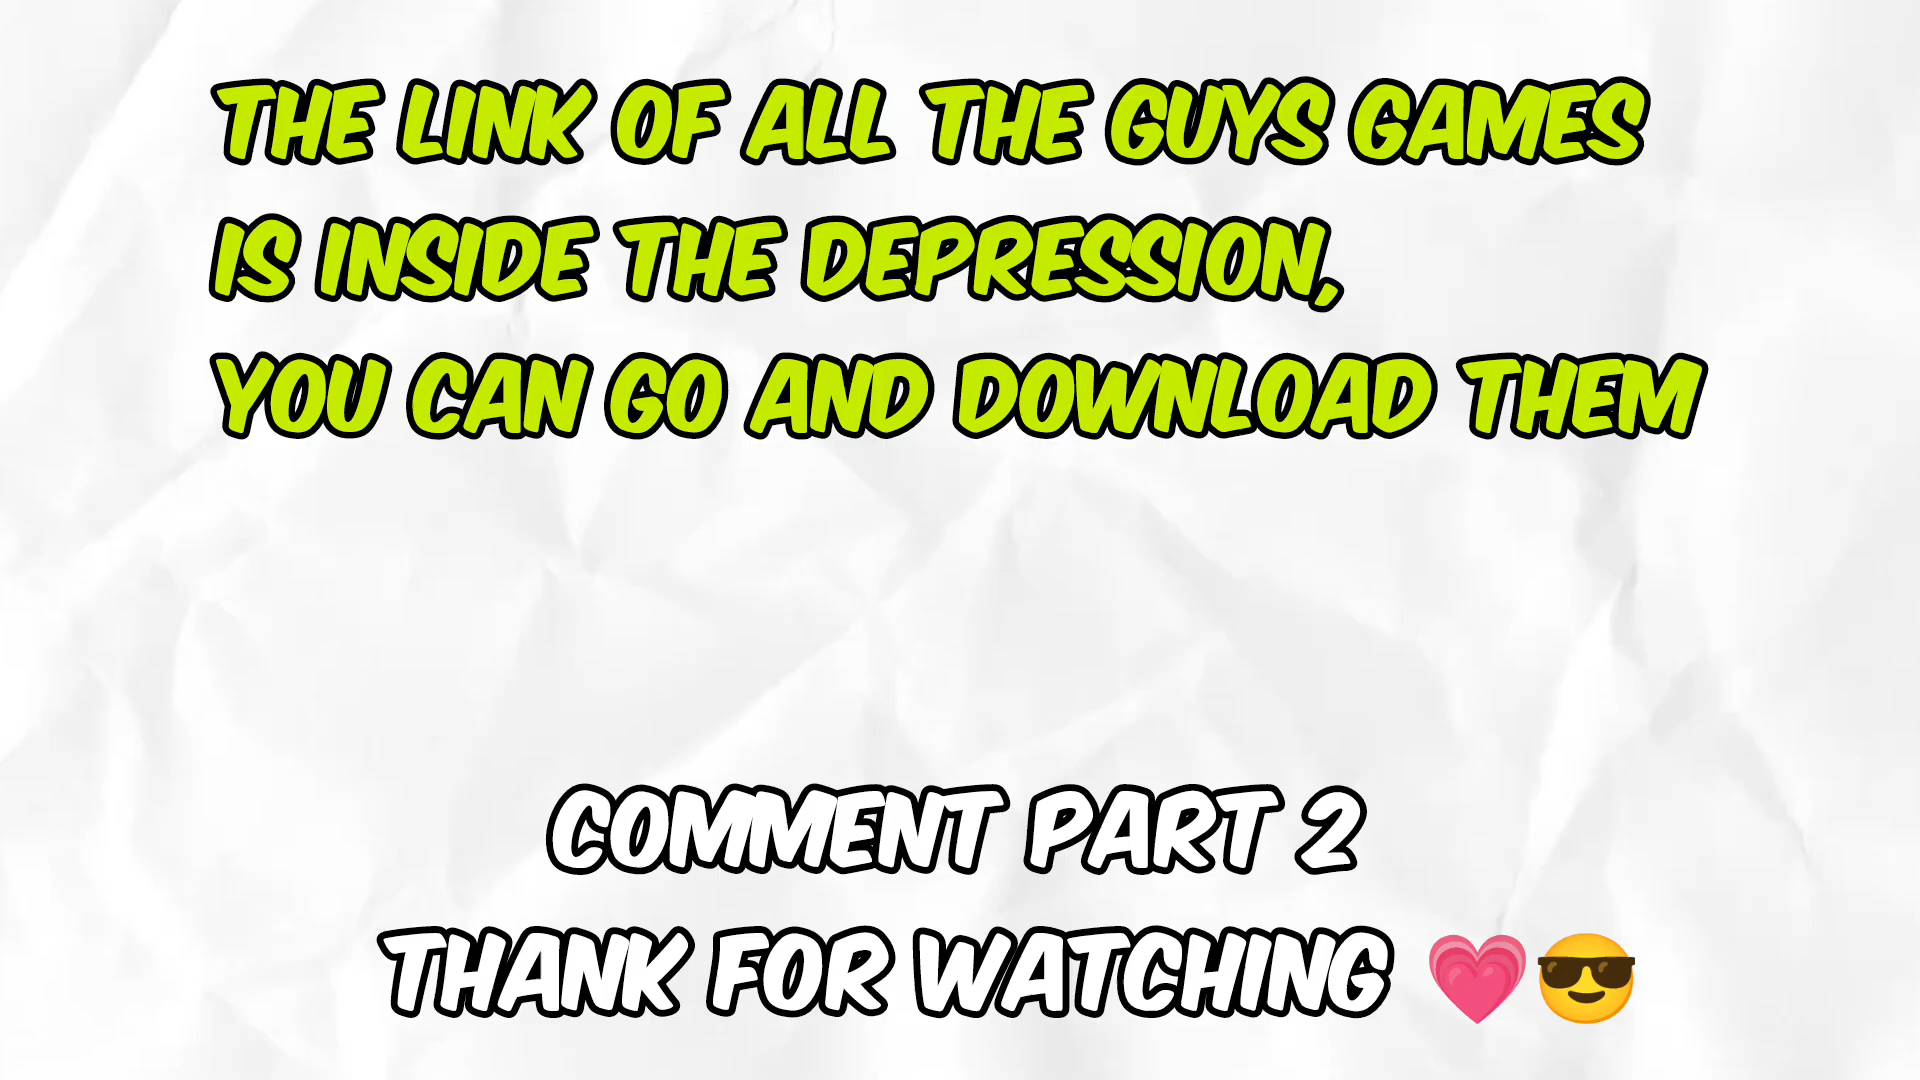 THE LINK OF ALL THE GUYS GAMES
IS INSIDE THE DEPRESSION,
YOU CAN GO AND DOWNLOAD THEM
COMMENT PART 2
THANK FOR WATCHING 💗😎